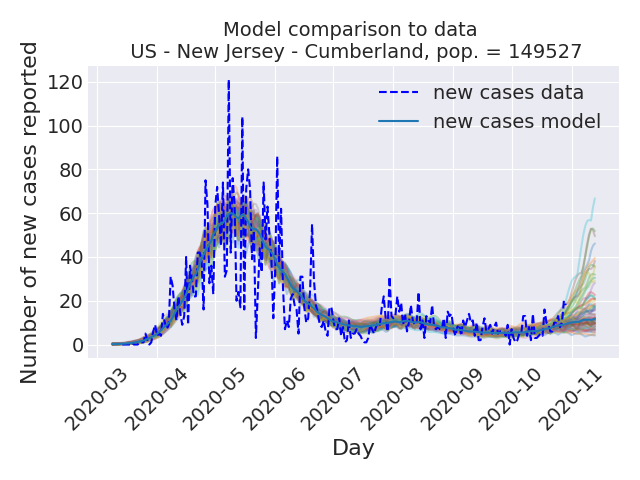 Model comparison to data
US - New Jersey - Cumberland, pop. = 149527
Number of new cases reported
120
100
80
60
40
20
0
new cases data
new cases model
2020-03
2020-04
2020-05
2020-06
2020-07
2020-08
2020-09
2020-10
2020-11
Day